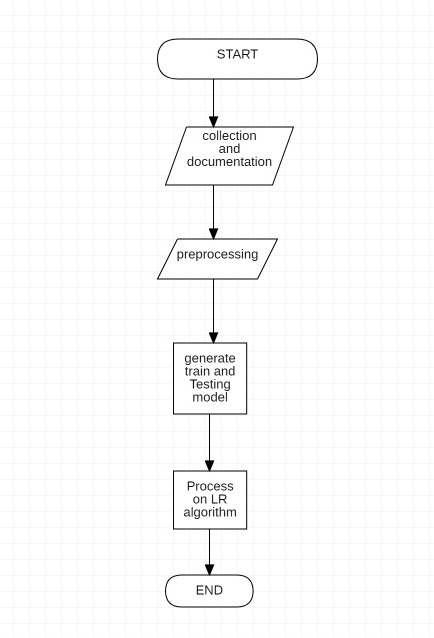 START
collection
and
documentation
preprocessing
generate
train and
Testing
model
Process
on LR
algorithm
END